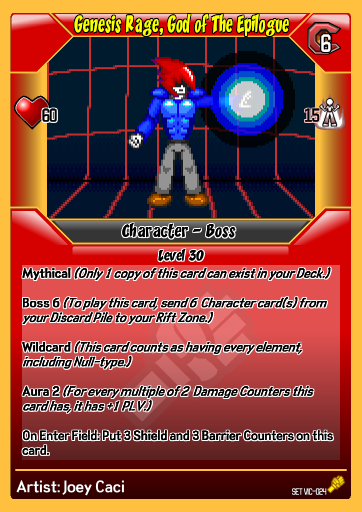 Genesis Rage, God of The Epilogue
6
60
15
Character - Boss
Level 30
Mythical (Only 1 copy of this card can exist in your Deck.)
Boss 6 (To play this card, send 6 Character card(s) from
your Discard Pile to your Rift Zone.)
Wildcard (This card counts as having every element,
including Null-type.)
Aura 2 (For every multiple of 2 Damage Counters this
card has, it has +1 PLV.)
On Enter Field: Put 3 Shield and 3 Barrier Counters on this
card.
Artist: Joey Caci
SET VIC-024